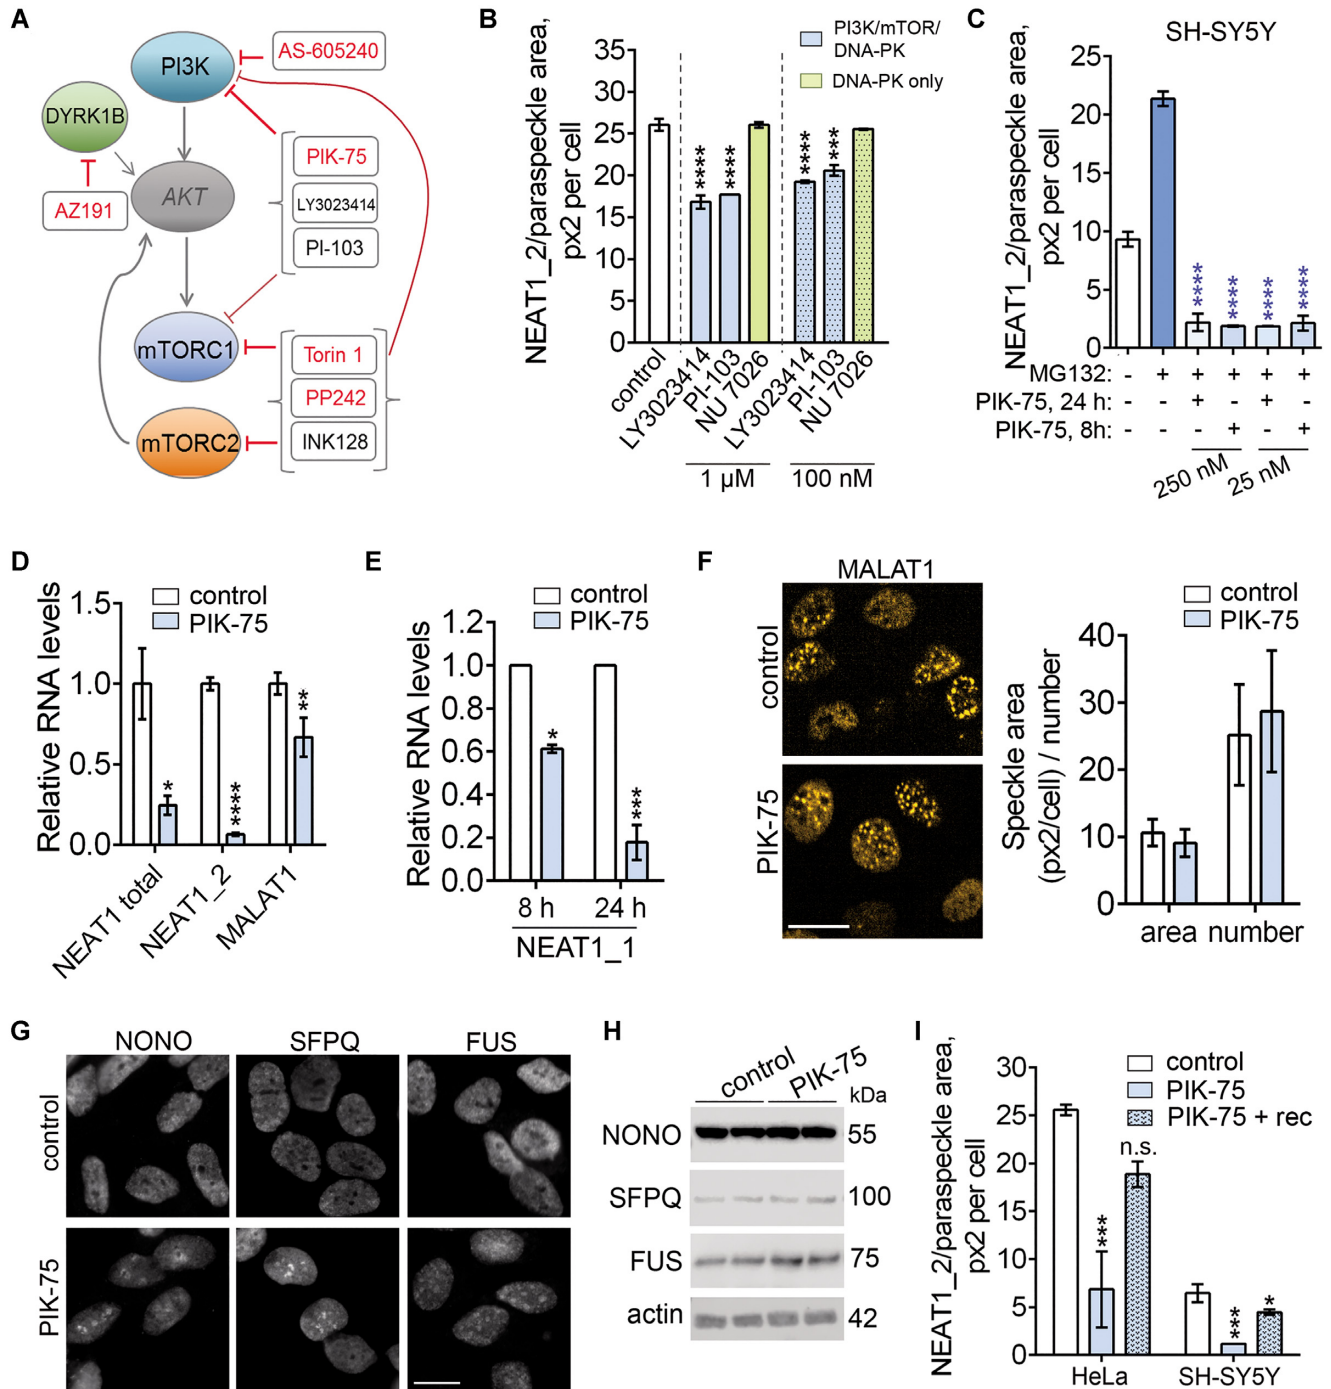 A
PI3K
AS-605240
DYRK1B
PIK-75
AKT
LY3023414
AZ191
PI-103
mTORC1
Torin 1
PP242
mTORC2
INK128
B
PI3K/mTOR/
DNA-PK
DNA-PK only
NEAT1_2/paraspeckle area,
px2 per cell
35
30
25
20
15
10
5
0
****
****
****
***
control
LY3023414
PI-103
NU 7026
LY3023414
PI-103
NU 7026
1 µM
100 nM
C
SH-SY5Y
NEAT1_2/paraspeckle area,
px2 per cell
25
20
15
10
5
0
****
****
****
****
MG132: - + + + + +
PIK-75, 24 h: - - + - + -
PIK-75, 8h: - - - + - +
250 nM
25 nM
D
control
PIK-75
Relative RNA levels
1.5
1.0
0.5
0.0
*
****
**
NEAT1 total
NEAT1_2
MALAT1
E
control
PIK-75
Relative RNA levels
1.2
1.0
0.8
0.6
0.4
0.2
0.0
*
***
8 h
24 h
NEAT1_1
F
MALAT1
control
PIK-75
control
PIK-75
Speckle area
(px2/cell) / number
40
30
20
10
0
area
number
G
NONO
SFPQ
FUS
control
PIK-75
H
control
PIK-75
kDa
NONO
55
SFPQ
100
FUS
75
actin
42
I
control
PIK-75
PIK-75 + rec
NEAT1_2/paraspeckle area,
px2 per cell
30
25
20
15
10
5
0
***
n.s.
***
*
HeLa
SH-SY5Y